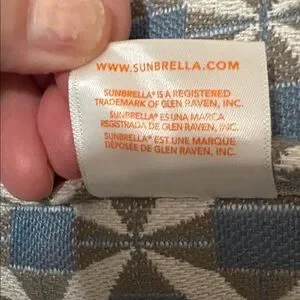 WWW.SUNBRELLA.COM
SUNBRELLA® IS A REGISTERED
TRADEMARK OF GLEN RAVEN, INC.
SUNBRELLA® ES UNA MARCA
REGISTRADA DE GLEN RAVEN, INC.
SUNBRELLA® EST UNE MARQUE
DÉPOSÉE DE GLEN RAVEN, INC.